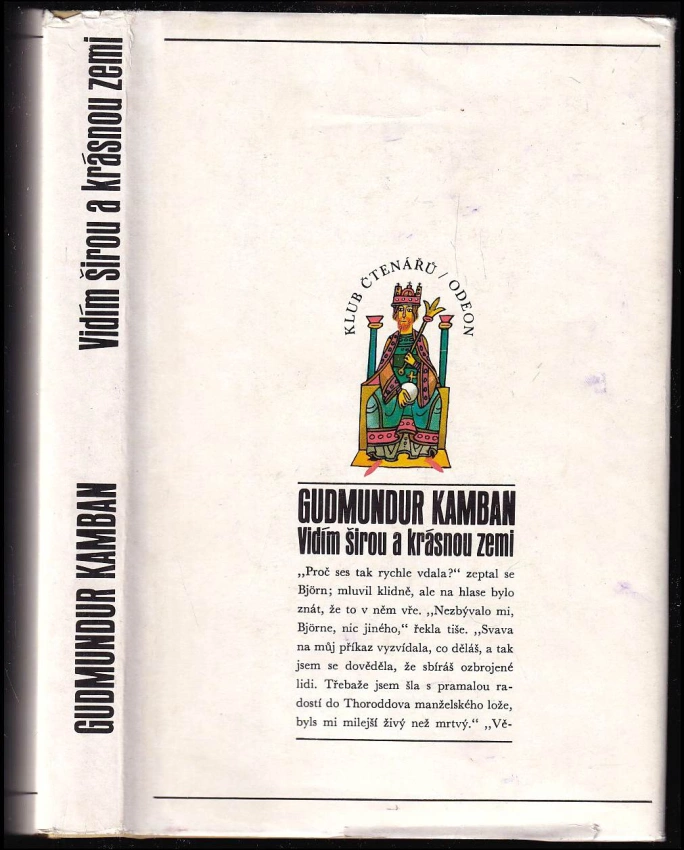 Vidím širou a krásnou zemi
GUDMUNDUR KAMBAN
KLUB ČTENÁŘŮ / ODEON
GUDMUNDUR KAMBAN
Vidím širou a krásnou zemi
„Proč ses tak rychle vdala?“ zeptal se
Björn; mluvil klidně, ale na hlase bylo
znát, že to v něm vře. „Nezbývalo mi,
Björne, nic jiného,“ řekla tiše. „Svava
na můj příkaz vyzvídala, co děláš, a tak
jsem se dověděla, že sbíráš ozbrojené
lidi. Třebaže jsem šla s pramalou ra-
dostí do Thoroddova manželského lože,
byls mi milejší živý než mrtvý.“ „Vě-